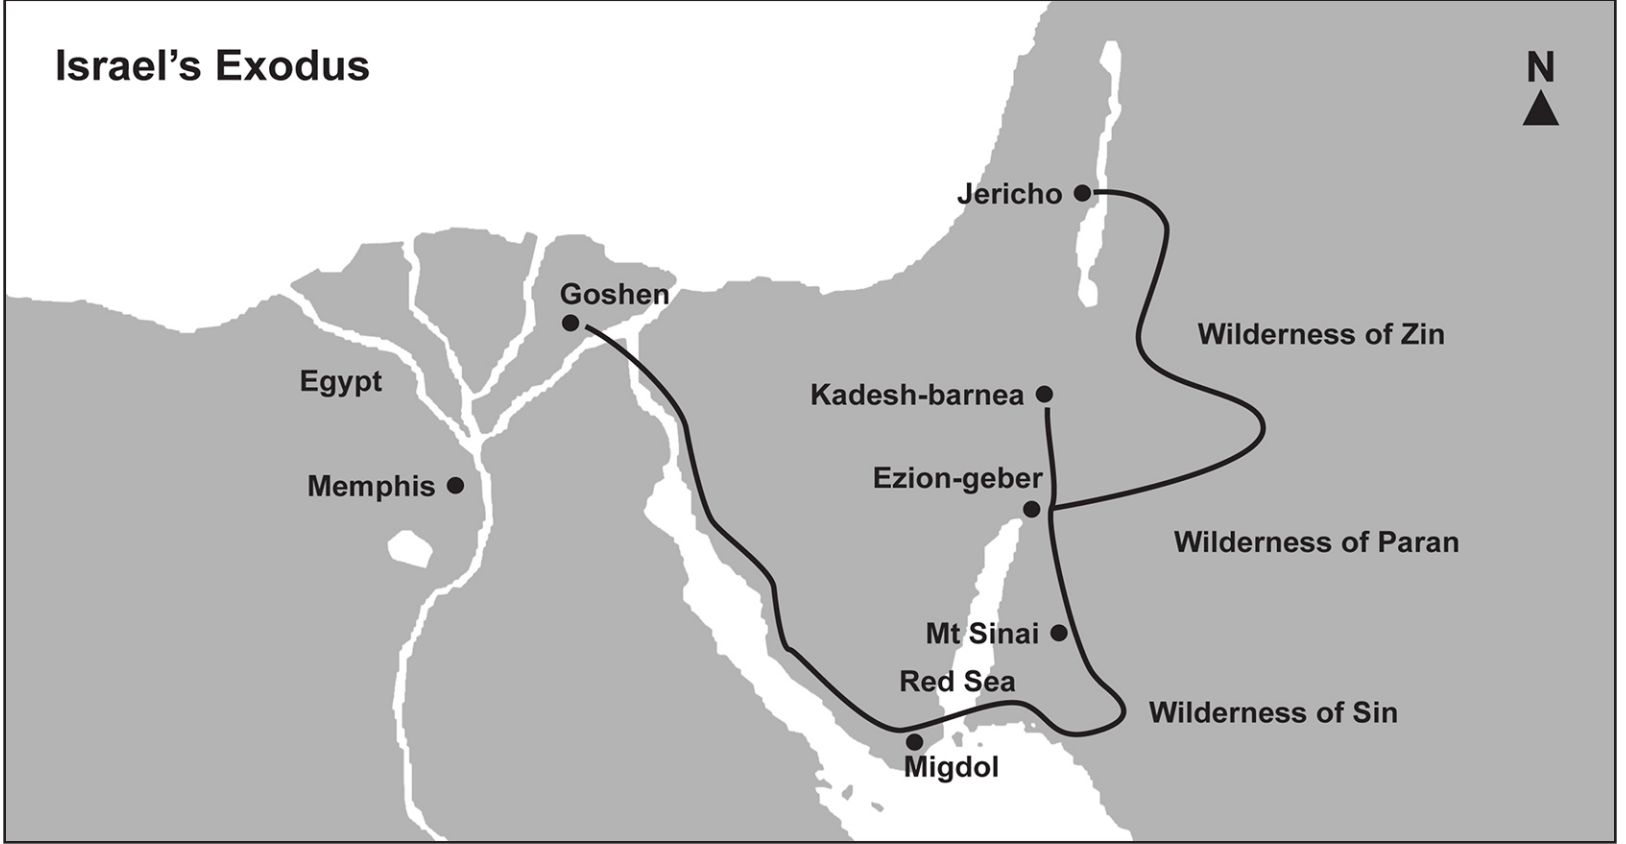 Israel's Exodus
N
Jericho
Goshen
Wilderness of Zin
Egypt
Kadesh-barnea
Ezion-geber
Memphis
Wilderness of Paran
Mt Sinai
Red Sea
Wilderness of Sin
Migdol